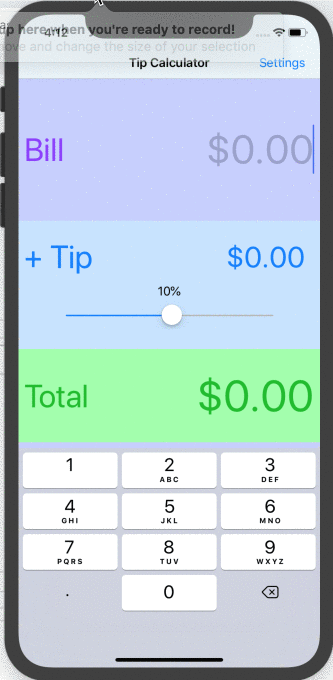 ip here when you're ready to record!
ove and change the size of your selection
4:12
Tip Calculator
Settings
Bill
$0.00
+ Tip
$0.00
10%
Total
$0.00
1
2
ABC
3
DEF
4
GHI
5
JKL
6
MNO
7
PQRS
8
TUV
9
WXYZ
.
0